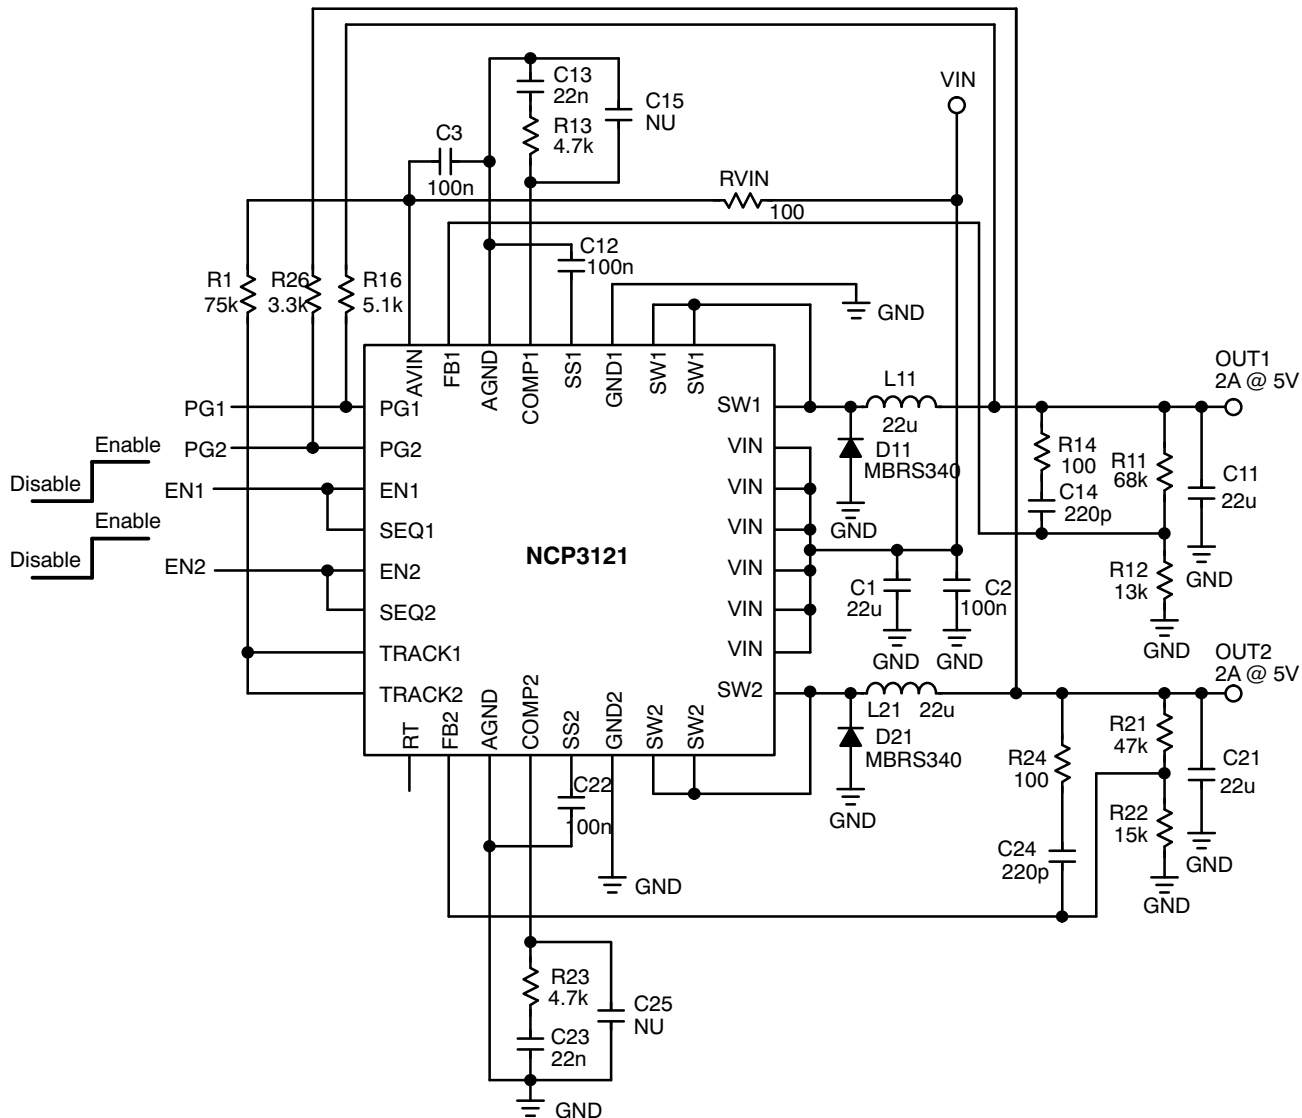 C13
22n
C15
NU
VIN
R13
4.7k
C3
100n
RVIN
100
C12
100n
R1
75k
R26
3.3k
R16
5.1k
GND
AVIN
FB1
AGND
COMP1
SS1
GND1
SW1
SW1
OUT1
2A @ 5V
L11
22u
PG1
PG1
SW1
PG2
PG2
VIN
D11
MBRS340
GND
R14
100
C14
220p
R11
68k
C11
22u
GND
Enable
Disable
EN1
EN1
VIN
SEQ1
VIN
Enable
Disable
NCP3121
EN2
EN2
VIN
SEQ2
VIN
C1
22u
GND
C2
100n
GND
R12
13k
GND
TRACK1
VIN
TRACK2
SW2
OUT2
2A @ 5V
L21
22u
RT
FB2
AGND
COMP2
SS2
GND2
SW2
SW2
D21
MBRS340
GND
R24
100
R21
47k
C21
22u
GND
C22
100n
R22
15k
GND
C24
220p
GND
R23
4.7k
C25
NU
C23
22n
GND